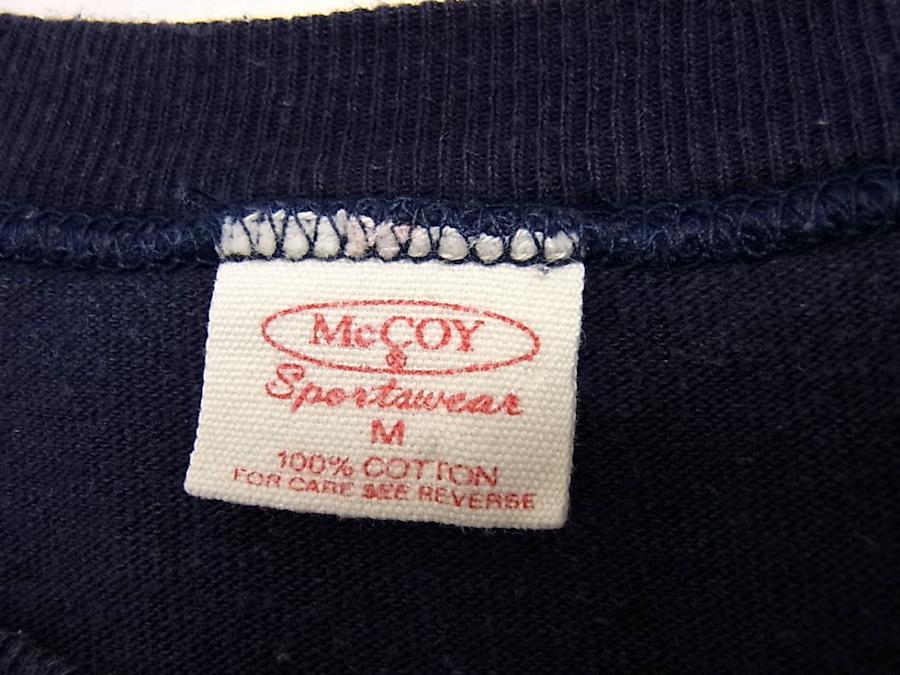 McCOY
®
Sportswear
M
100% COTTON
FOR CARE SEE REVERSE